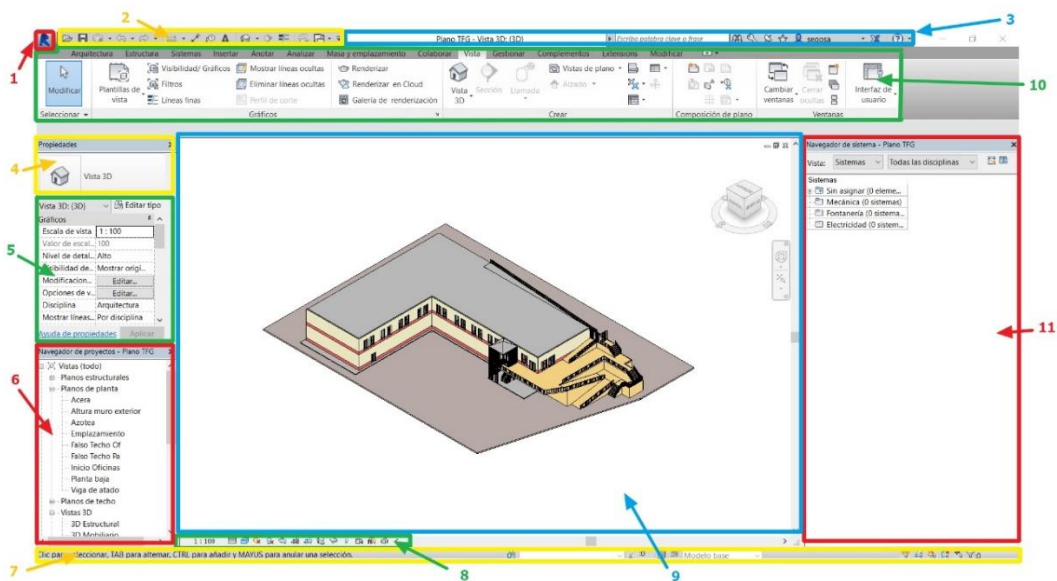 2
3
Plano TFG - Vista 3D: {3D}
Escriba palabra clave o frase
segosa
1
Arquitectura Estructura Sistemas Insertar Anotar Analizar Masa y emplazamiento Colaborar Vista Gestionar Complementos Extensions Modificar
Modificar
Plantillas de vista
Visibilidad/ Gráficos
Filtros
Líneas finas
Mostrar líneas ocultas
Eliminar líneas ocultas
Perfil de corte
Renderizar
Renderizar en Cloud
Galería de renderización
Vista 3D
Sección
Llamada
Vistas de plano
Alzado
Cambiar ventanas
Cerrar ocultas
Interfaz de usuario
10
Seleccionar
Gráficos
Crear
Composición de plano
Ventanas
Propiedades
4
Vista 3D
Vista 3D: {3D}
Editar tipo
Gráficos
Escala de vista 1 : 100
Valor de escal... 100
Nivel de detal... Alto
5
Visibilidad de... Mostrar origi...
Modificacion... Editar...
Opciones de v... Editar...
Disciplina Arquitectura
Mostrar líneas... Por disciplina
Ayuda de propiedades Aplicar
Navegador de proyectos - Plano TFG
6
Vistas (todo)
Planos estructurales
Planos de planta
Acera
Altura muro exterior
Azotea
Emplazamiento
Falso Techo Of
Falso Techo Pa
Inicio Oficinas
Planta baja
Viga de atado
Planos de techo
Vistas 3D
3D Estructural
3D Mobiliario
Navegador de sistema - Plano TFG
Vista: Sistemas Todas las disciplinas
Sistemas
Sin asignar (0 eleme...
Mecánica (0 sistemas)
Fontanería (0 sistema...
Electricidad (0 sistem...
11
1 : 100
Clic para seleccionar, TAB para alternar, CTRL para añadir y MAYÚS para anular una selección.
:0
Modelo base
:0
7
8
9